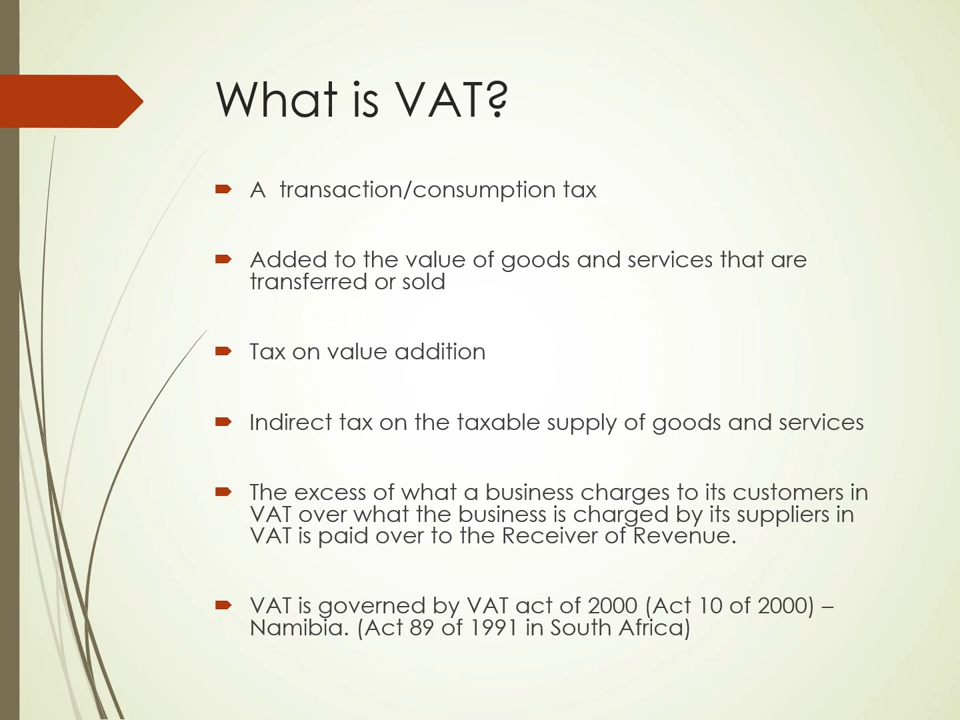 What is VAT?
A  transaction/consumption tax
Added to the value of goods and services that are
transferred or sold
Tax on value addition
Indirect tax on the taxable supply of goods and services
The excess of what a business charges to its customers in
VAT over what the business is charged by its suppliers in
VAT is paid over to the Receiver of Revenue.
VAT is governed by VAT act of 2000 (Act 10 of 2000) –
Namibia. (Act 89 of 1991 in South Africa)